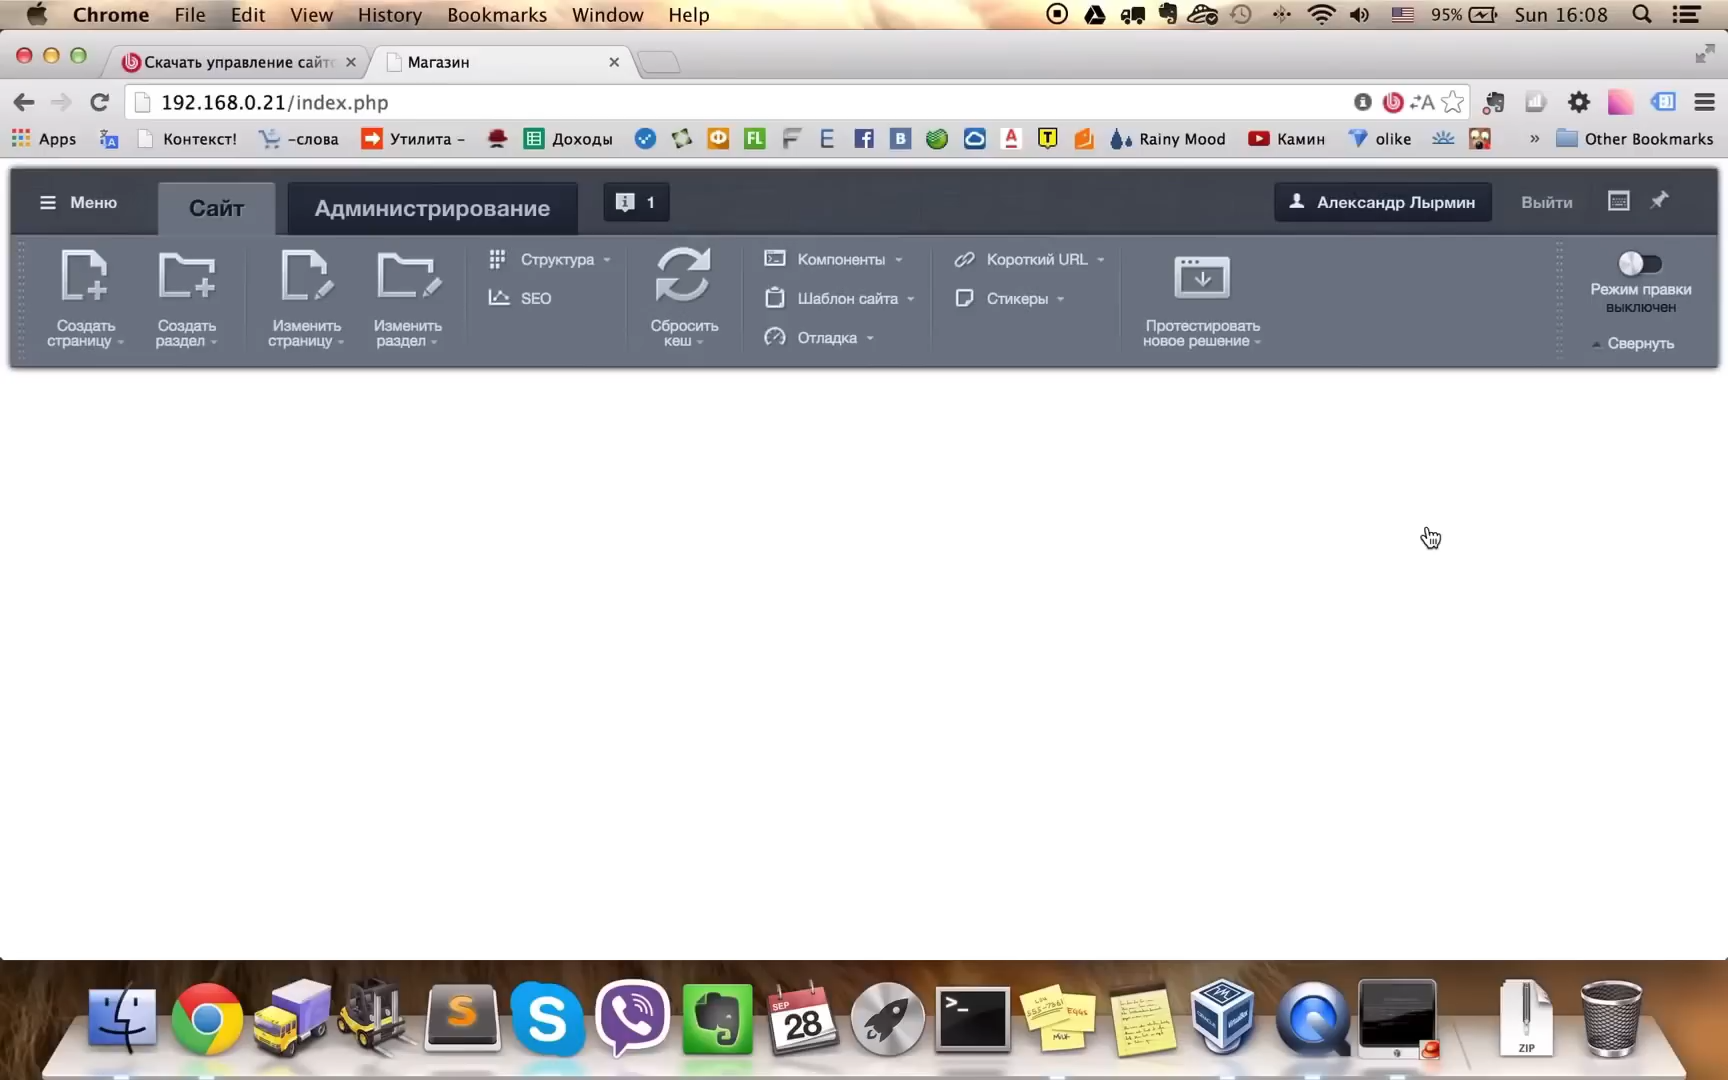 Chrome File Edit View History Bookmarks Window Help 95% Sun 16:08
Скачать управление сайто Магазин
192.168.0.21/index.php
Apps Контекст! -слова Утилита - Доходы Rainy Mood Камин olike » Other Bookmarks
Меню Сайт Администрирование 1 Александр Лырмин Выйти
Создать страницу
Создать раздел
Изменить страницу
Изменить раздел
Структура
SEO
Сбросить кеш
Компоненты
Шаблон сайта
Отладка
Короткий URL
Стикеры
Протестировать новое решение
Режим правки
выключен
Свернуть
SEP
28
ZIP